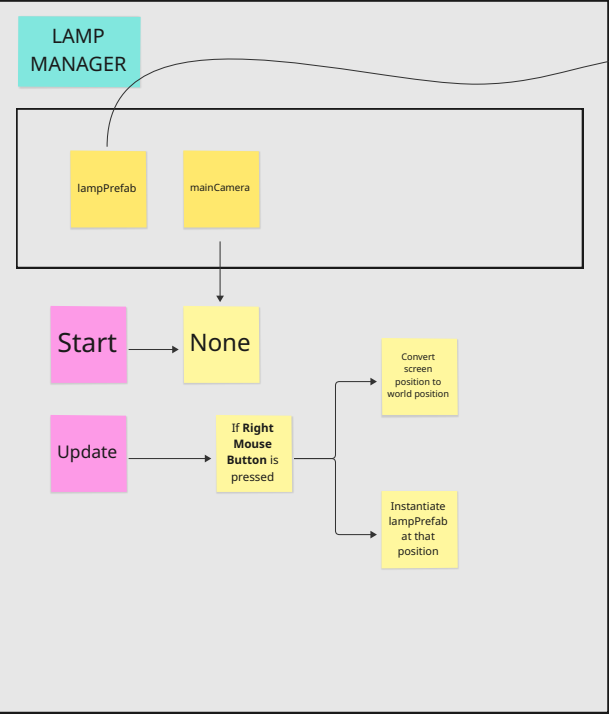 LAMP
MANAGER
lampPrefab
mainCamera
Start
None
Convert
screen
position to
world position
Update
If Right
Mouse
Button is
pressed
Instantiate
lampPrefab
at that
position